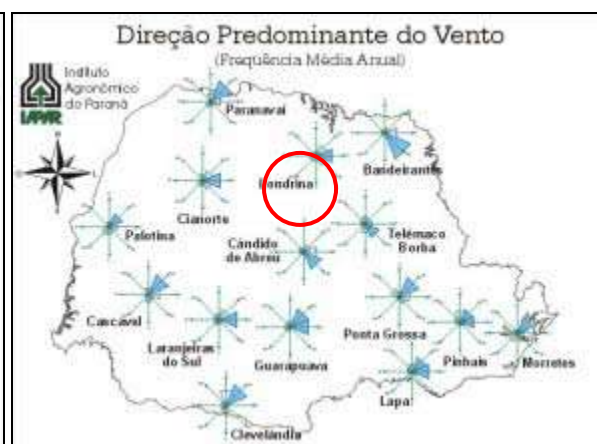 Direção Predominante do Vento
(Frequência Média Anual)
Instituto
Agronômico
do Paraná
IAPAR
Paranavaí
Londrina
Bandeirantes
Cianorte
Palotina
Cândido
de Abreu
Telêmaco
Borba
Cascavel
Laranjeiras
do Sul
Guarapuava
Ponta Grossa
Pinhais
Morretes
Lapa
Clevelândia